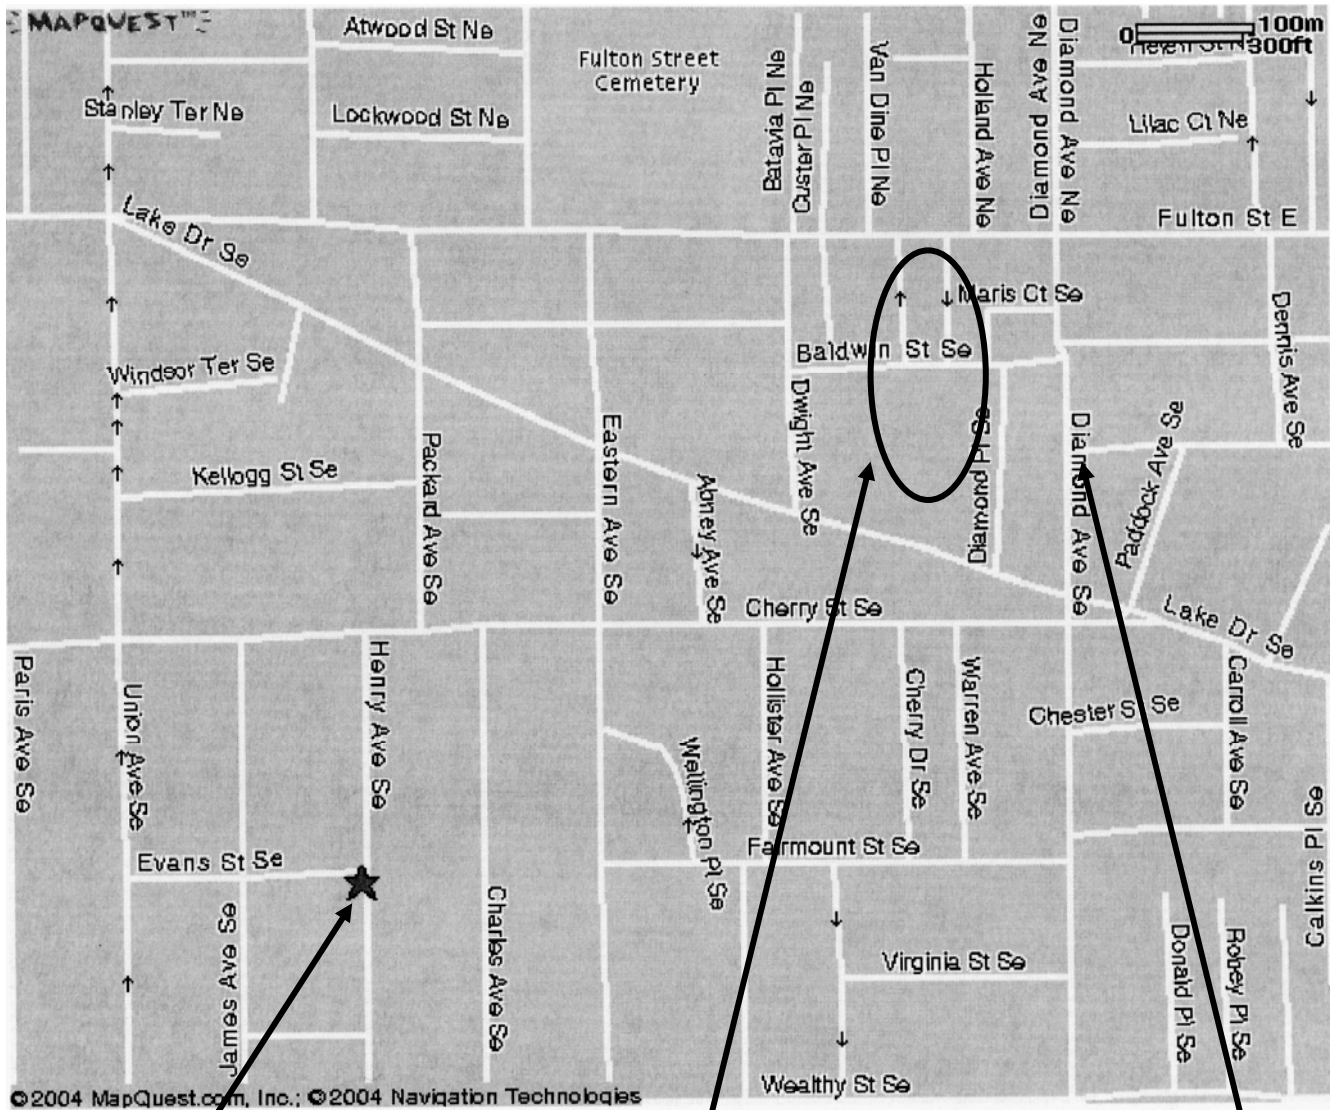 MAPQUEST™
Atwood St Ne
Fulton Street
Cemetery
Batavia Pl Ne
Custer Pl Ne
Van Dine Pl Ne
Holland Ave Ne
Diamond Ave Ne
Diamond Ave Ne
0
100m
300ft
Helen St N
Stanley Ter Ne
Lockwood St Ne
Lilac Ct Ne
Lake Dr Se
Fulton St E
Maris Ct Se
Dennis Ave Se
Windsor Ter Se
Baldwin St Se
Dwight Ave Se
Diamond Pl Se
Diamond Ave Se
Paddock Ave Se
Packard Ave Se
Eastern Ave Se
Kellogg St Se
Abney Ave Se
Cherry St Se
Lake Dr Se
Paris Ave Se
Union Ave Se
Henry Ave Se
Hollister Ave Se
Cherry Dr Se
Warren Ave Se
Chester S Se
Carroll Ave Se
Wellington Pl Se
Calkins Pl Se
Evans St Se
Fairmount St Se
James Ave Se
Charles Ave Se
Virginia St Se
Donald Pl Se
Robey Pl Se
Wealthy St Se
©2004 MapQuest.com, Inc.; ©2004 Navigation Technologies